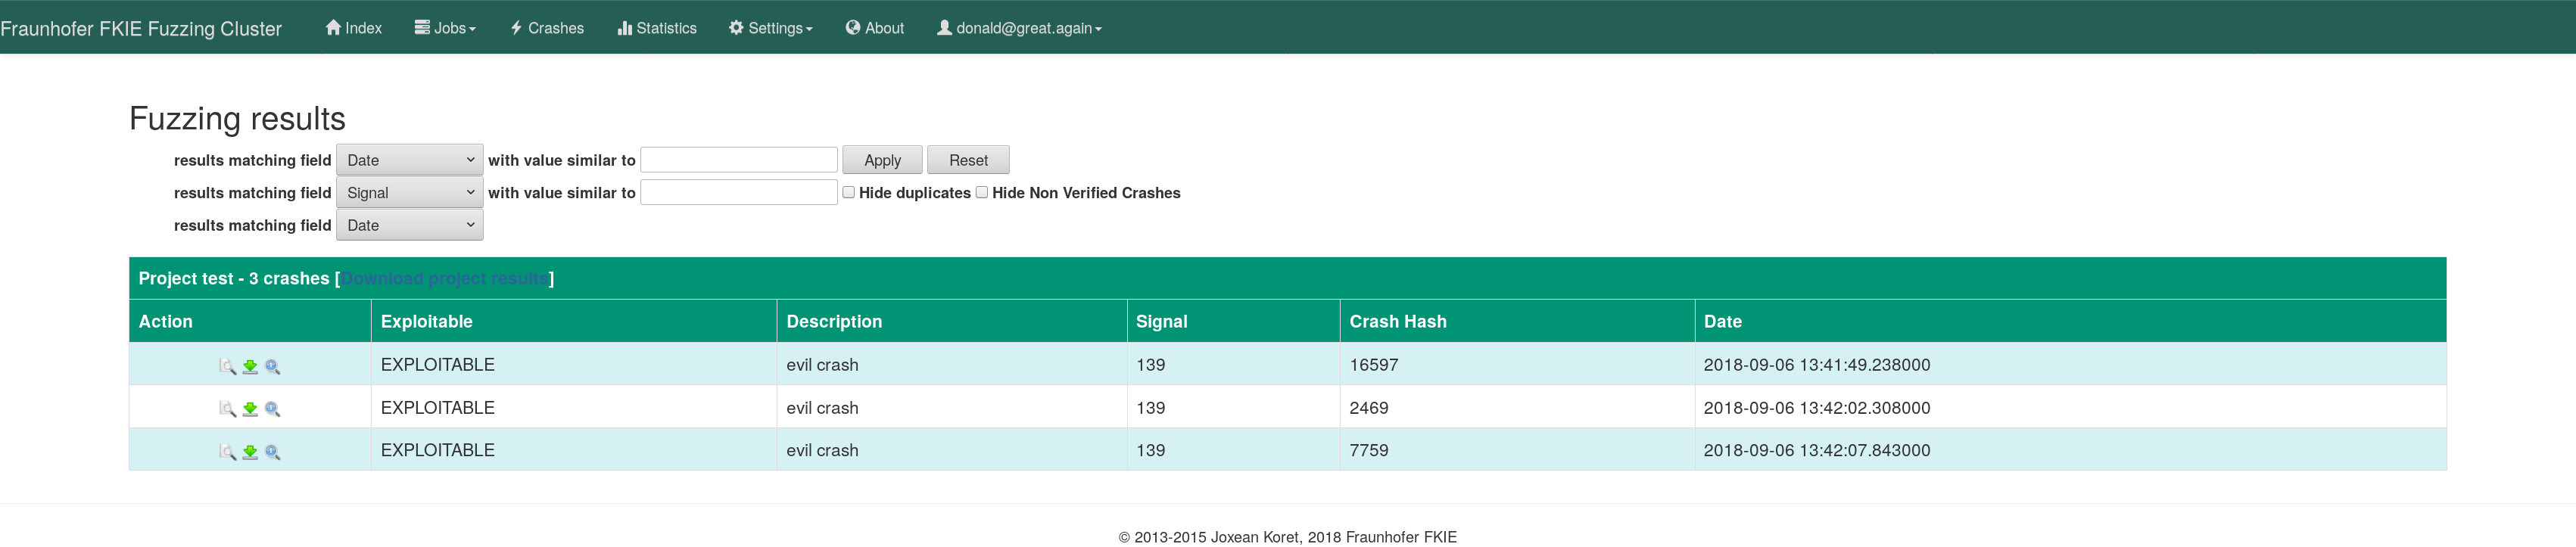 Fraunhofer FKIE Fuzzing Cluster Index Jobs Crashes Statistics Settings About donald@great.again
Fuzzing results
results matching field Date with value similar to Apply Reset
results matching field Signal with value similar to Hide duplicates Hide Non Verified Crashes
results matching field Date
Project test - 3 crashes [Download project results]
Action Exploitable Description Signal Crash Hash Date
EXPLOITABLE evil crash 139 16597 2018-09-06 13:41:49.238000
EXPLOITABLE evil crash 139 2469 2018-09-06 13:42:02.308000
EXPLOITABLE evil crash 139 7759 2018-09-06 13:42:07.843000
© 2013-2015 Joxean Koret, 2018 Fraunhofer FKIE